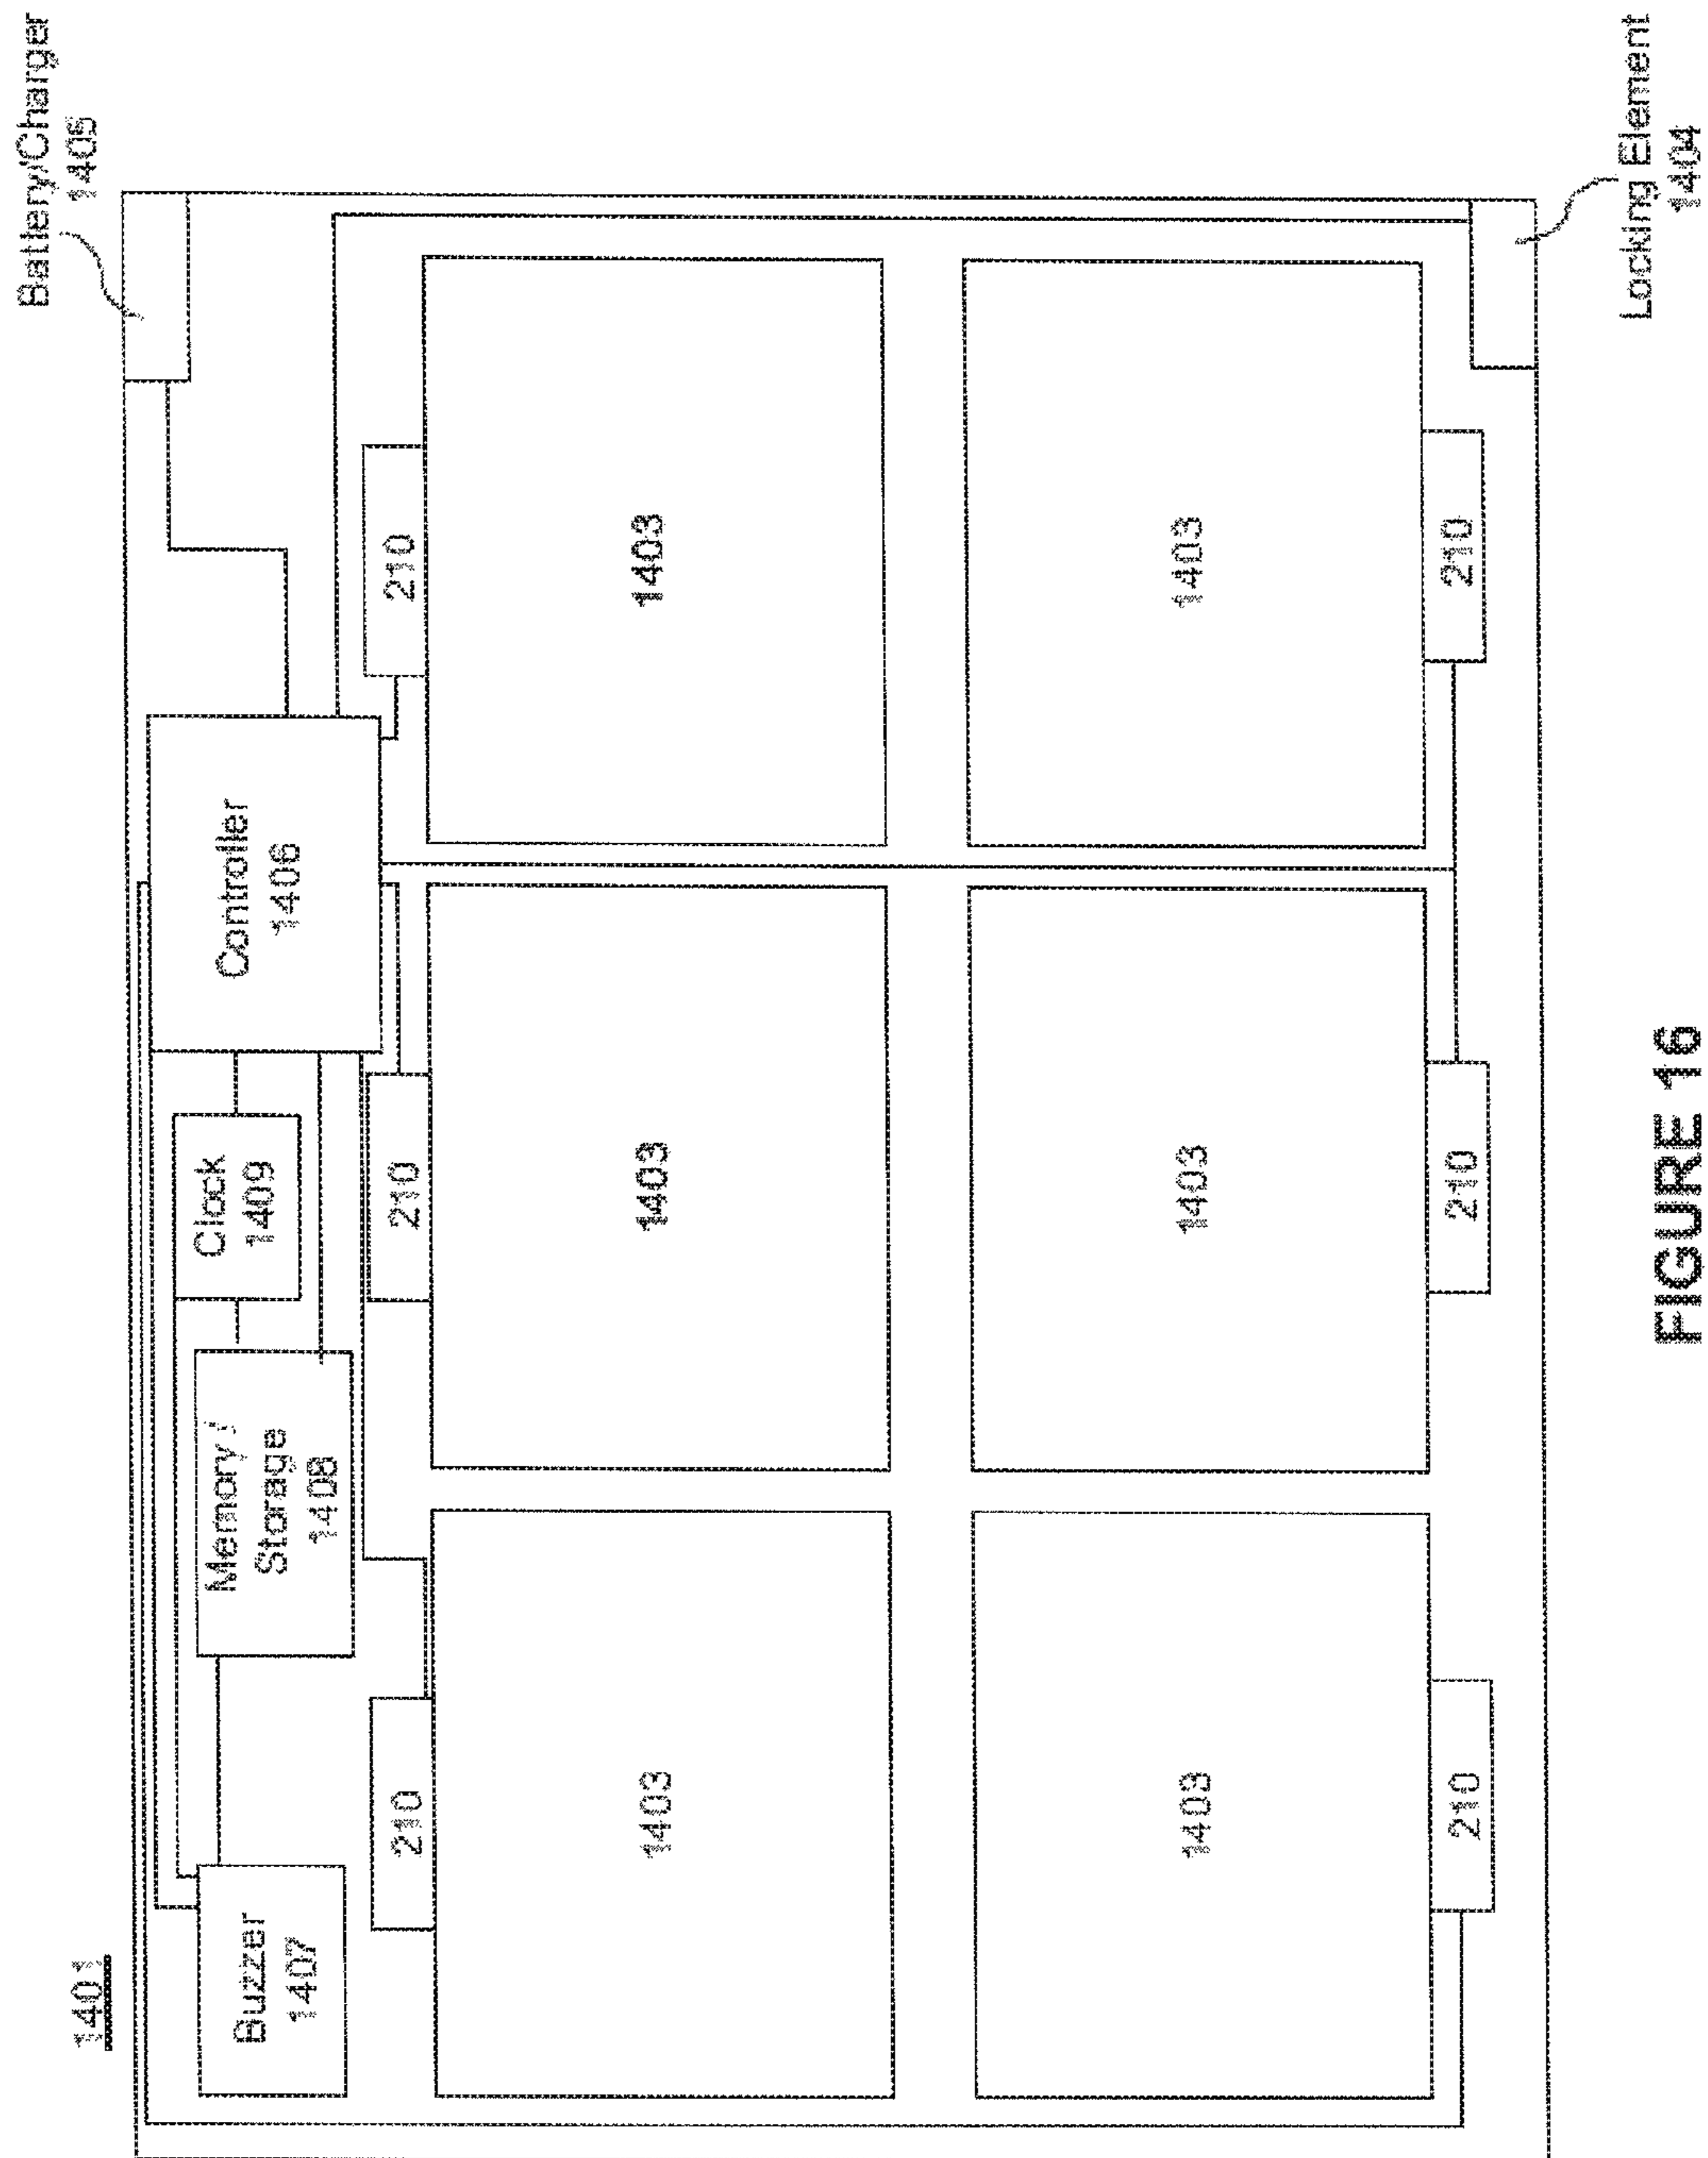 1401
Battery/Charger
1405
Buzzer
1407
Memory /
Storage
1408
Clock
1409
Controller
1406
210
210
210
1403
1403
1403
1403
1403
1403
210
210
210
Locking Element
1404
FIGURE 16